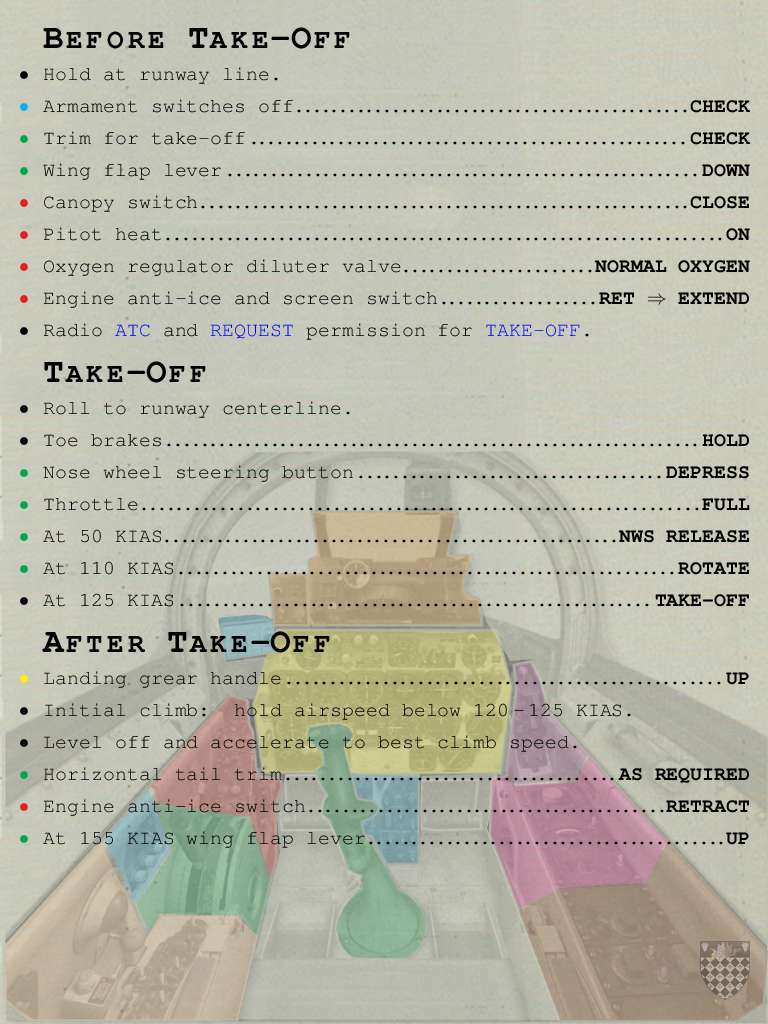 Before Take-Off
• Hold at runway line.
• Armament switches off..........CHECK
• Trim for take-off..........CHECK
• Wing flap lever..........DOWN
• Canopy switch..........CLOSE
• Pitot heat..........ON
• Oxygen regulator diluter valve..........NORMAL OXYGEN
• Engine anti-ice and screen switch..........RET ⇒ EXTEND
• Radio ATC and REQUEST permission for TAKE-OFF.
Take-Off
• Roll to runway centerline.
• Toe brakes..........HOLD
• Nose wheel steering button..........DEPRESS
• Throttle..........FULL
• At 50 KIAS..........NWS RELEASE
• At 110 KIAS..........ROTATE
• At 125 KIAS..........TAKE-OFF
After Take-Off
• Landing grear handle..........UP
• Initial climb: hold airspeed below 120-125 KIAS.
• Level off and accelerate to best climb speed.
• Horizontal tail trim..........AS REQUIRED
• Engine anti-ice switch..........RETRACT
• At 155 KIAS wing flap lever..........UP